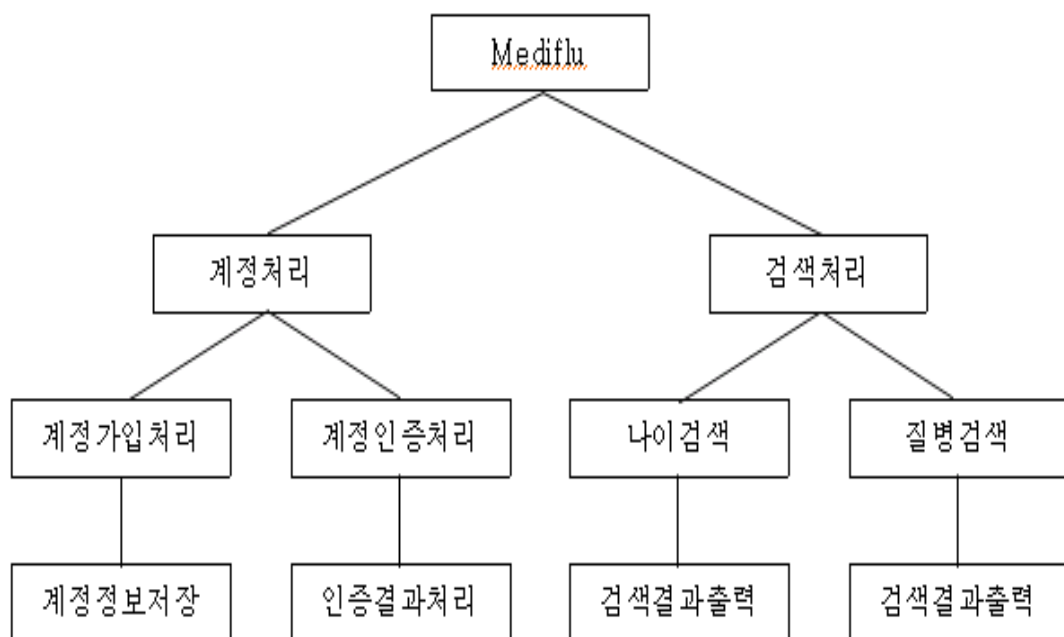 Mediflu
계정처리
검색처리
계정가입처리
계정인증처리
나이검색
질병검색
계정정보저장
인증결과처리
검색결과출력
검색결과출력